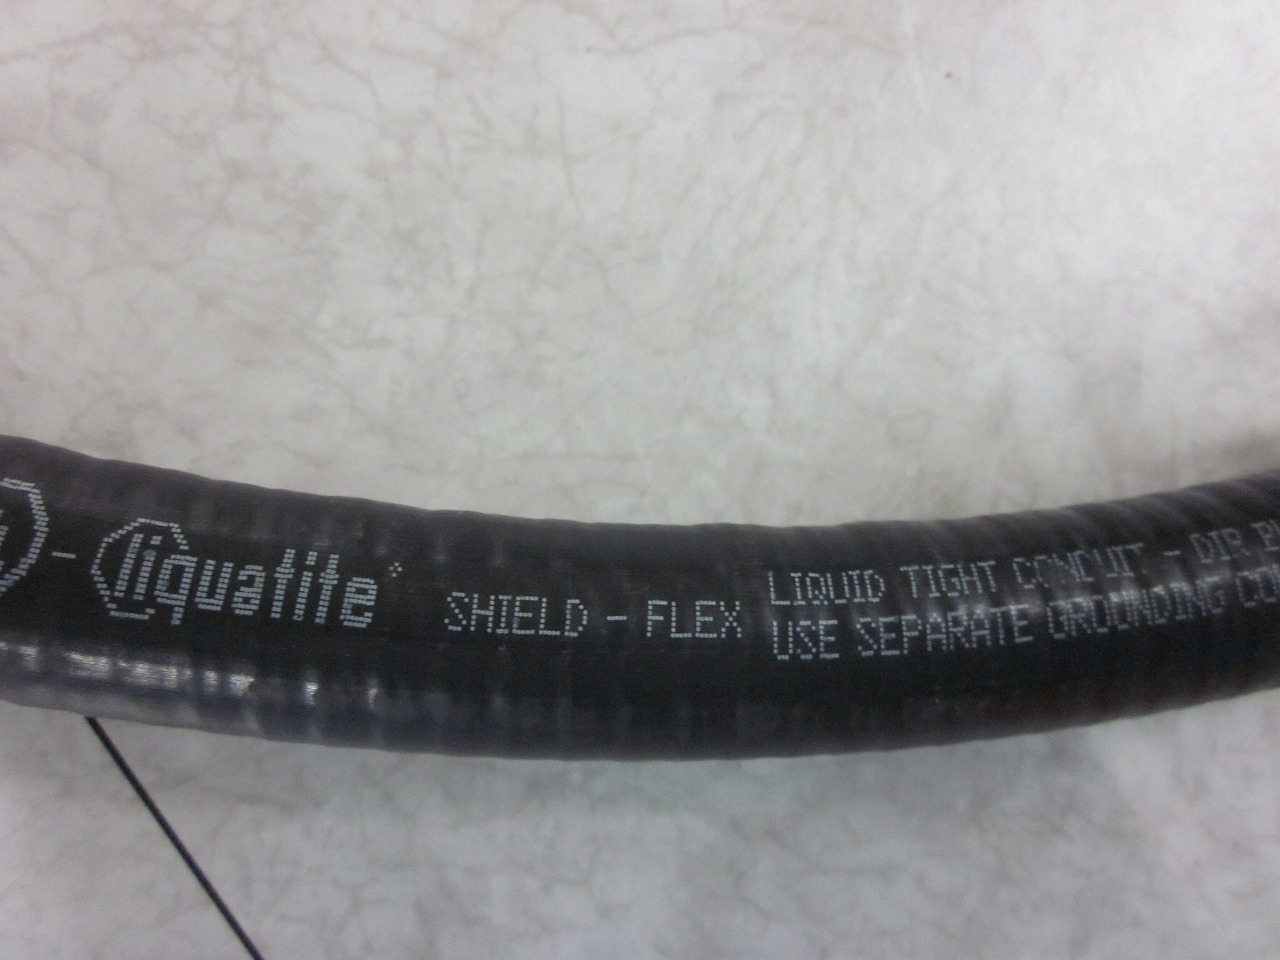 - liquatite® SHIELD - FLEX
LIQUID TIGHT CONDUIT - DIR
USE SEPARATE GROUNDING